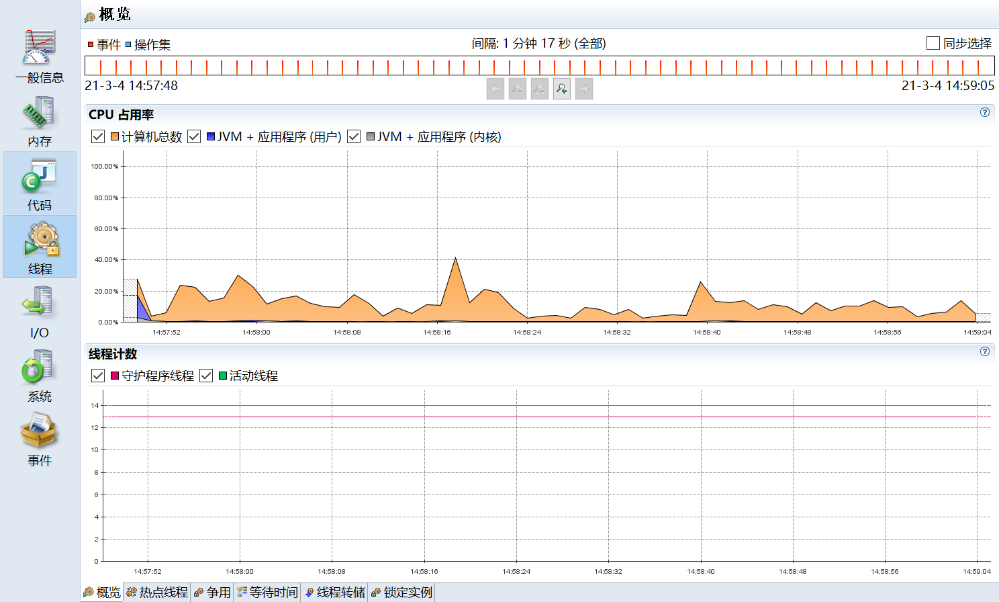 概览
事件 操作集
间隔: 1 分钟 17 秒 (全部)
同步选择
21-3-4 14:57:48
21-3-4 14:59:05
一般信息
内存
代码
线程
I/O
系统
事件
CPU 占用率
计算机总数 JVM + 应用程序 (用户) JVM + 应用程序 (内核)
100.00%
80.00%
60.00%
40.00%
20.00%
0.00%
14:57:52 14:58:00 14:58:08 14:58:16 14:58:24 14:58:32 14:58:40 14:58:48 14:58:56 14:59:04
线程计数
守护程序线程 活动线程
14
12
10
8
6
4
2
0
14:57:52 14:58:00 14:58:08 14:58:16 14:58:24 14:58:32 14:58:40 14:58:48 14:58:56 14:59:04
概览 热点线程 争用 等待时间 线程转储 锁定实例